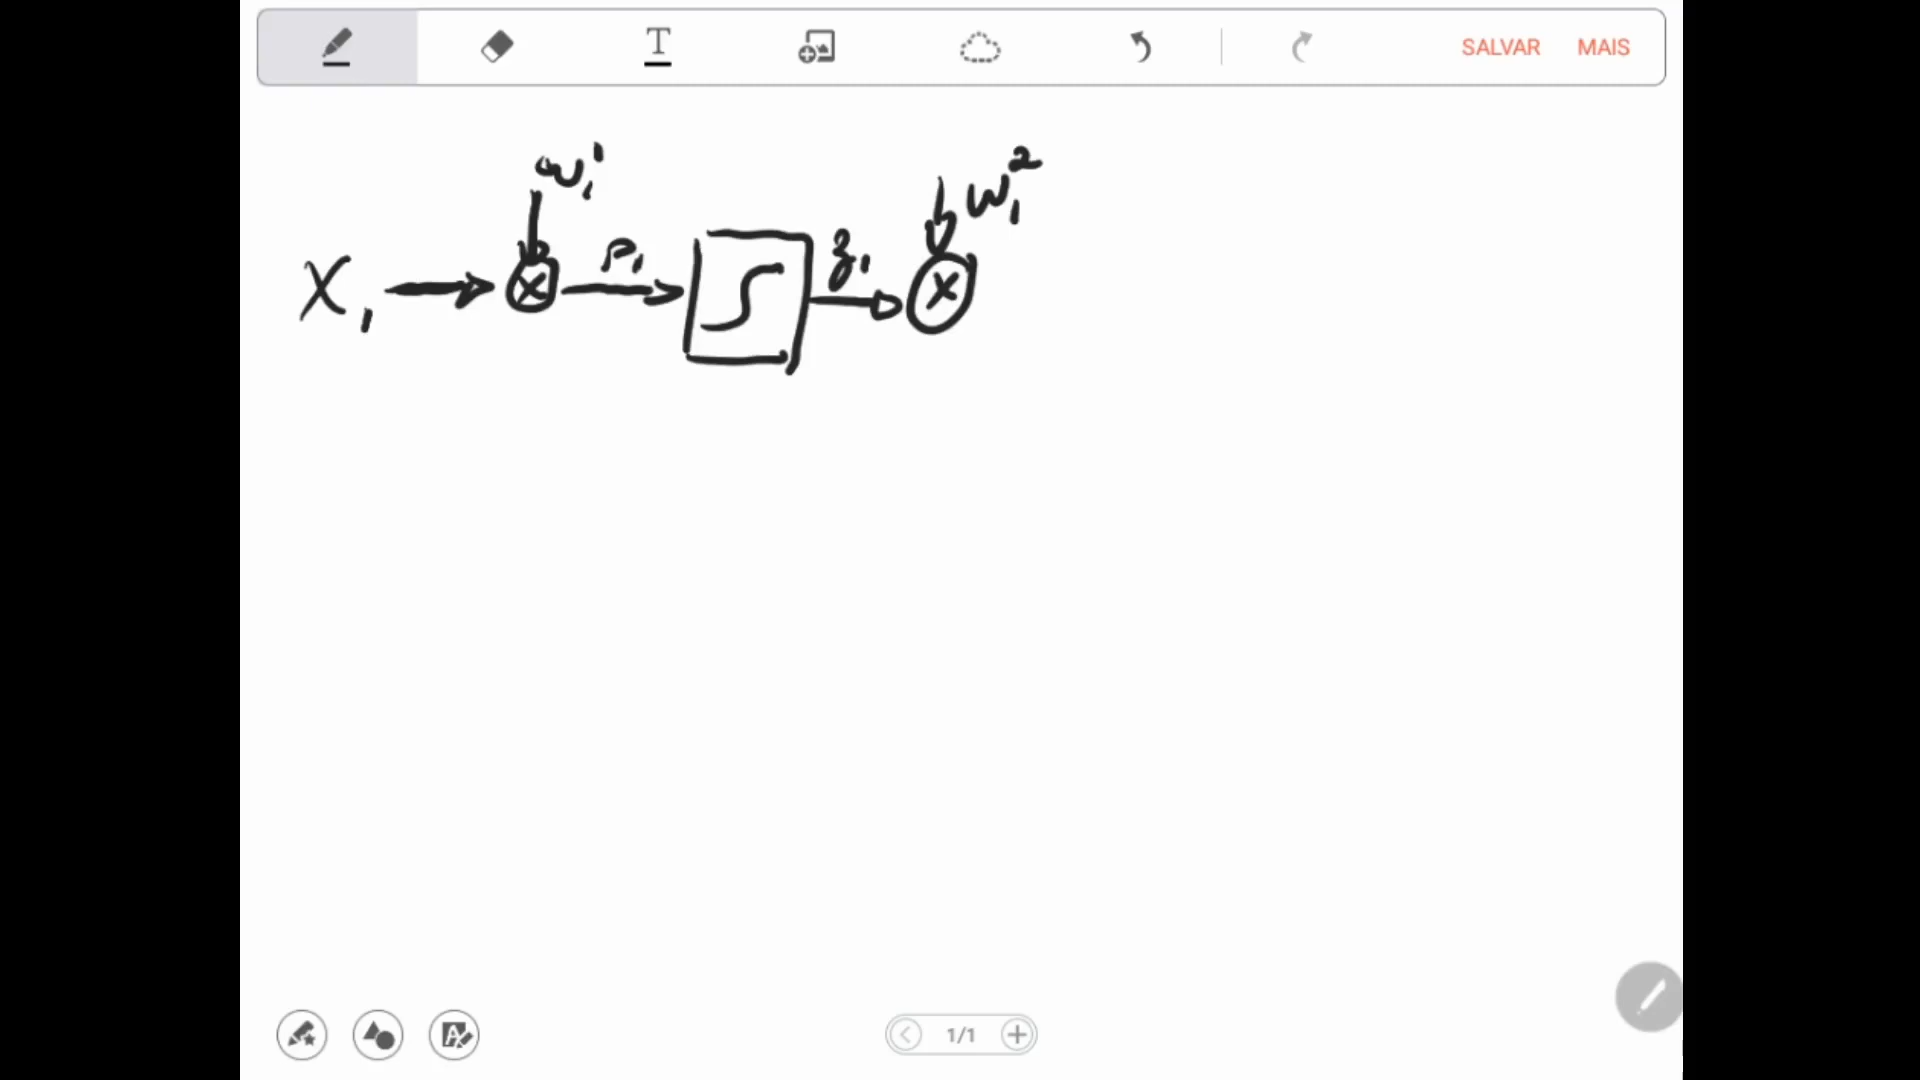 T SALVAR MAIS
w₁¹ w₁²
X₁ p₁ z₁
x x
1/1